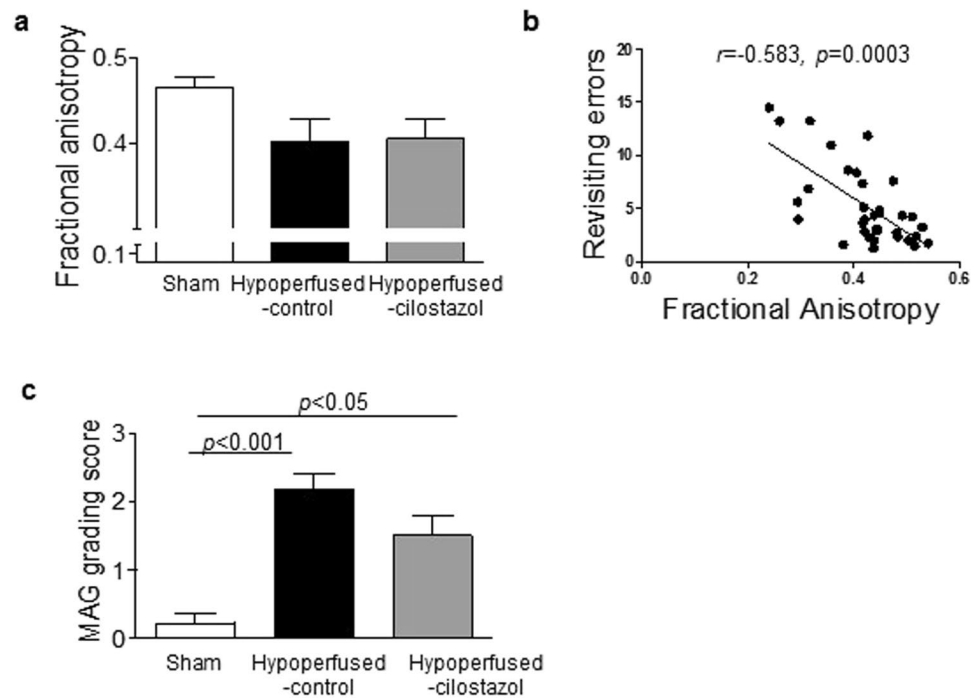 a
Fractional anisotropy
0.5
0.4
0.1
Sham
Hypoperfused
-control
Hypoperfused
-cilostazol
b
Revisiting errors
20
15
10
5
0
r=-0.583, p=0.0003
0.0
0.2
0.4
0.6
Fractional Anisotropy
c
MAG grading score
3
2
1
0
p<0.05
p<0.001
Sham
Hypoperfused
-control
Hypoperfused
-cilostazol